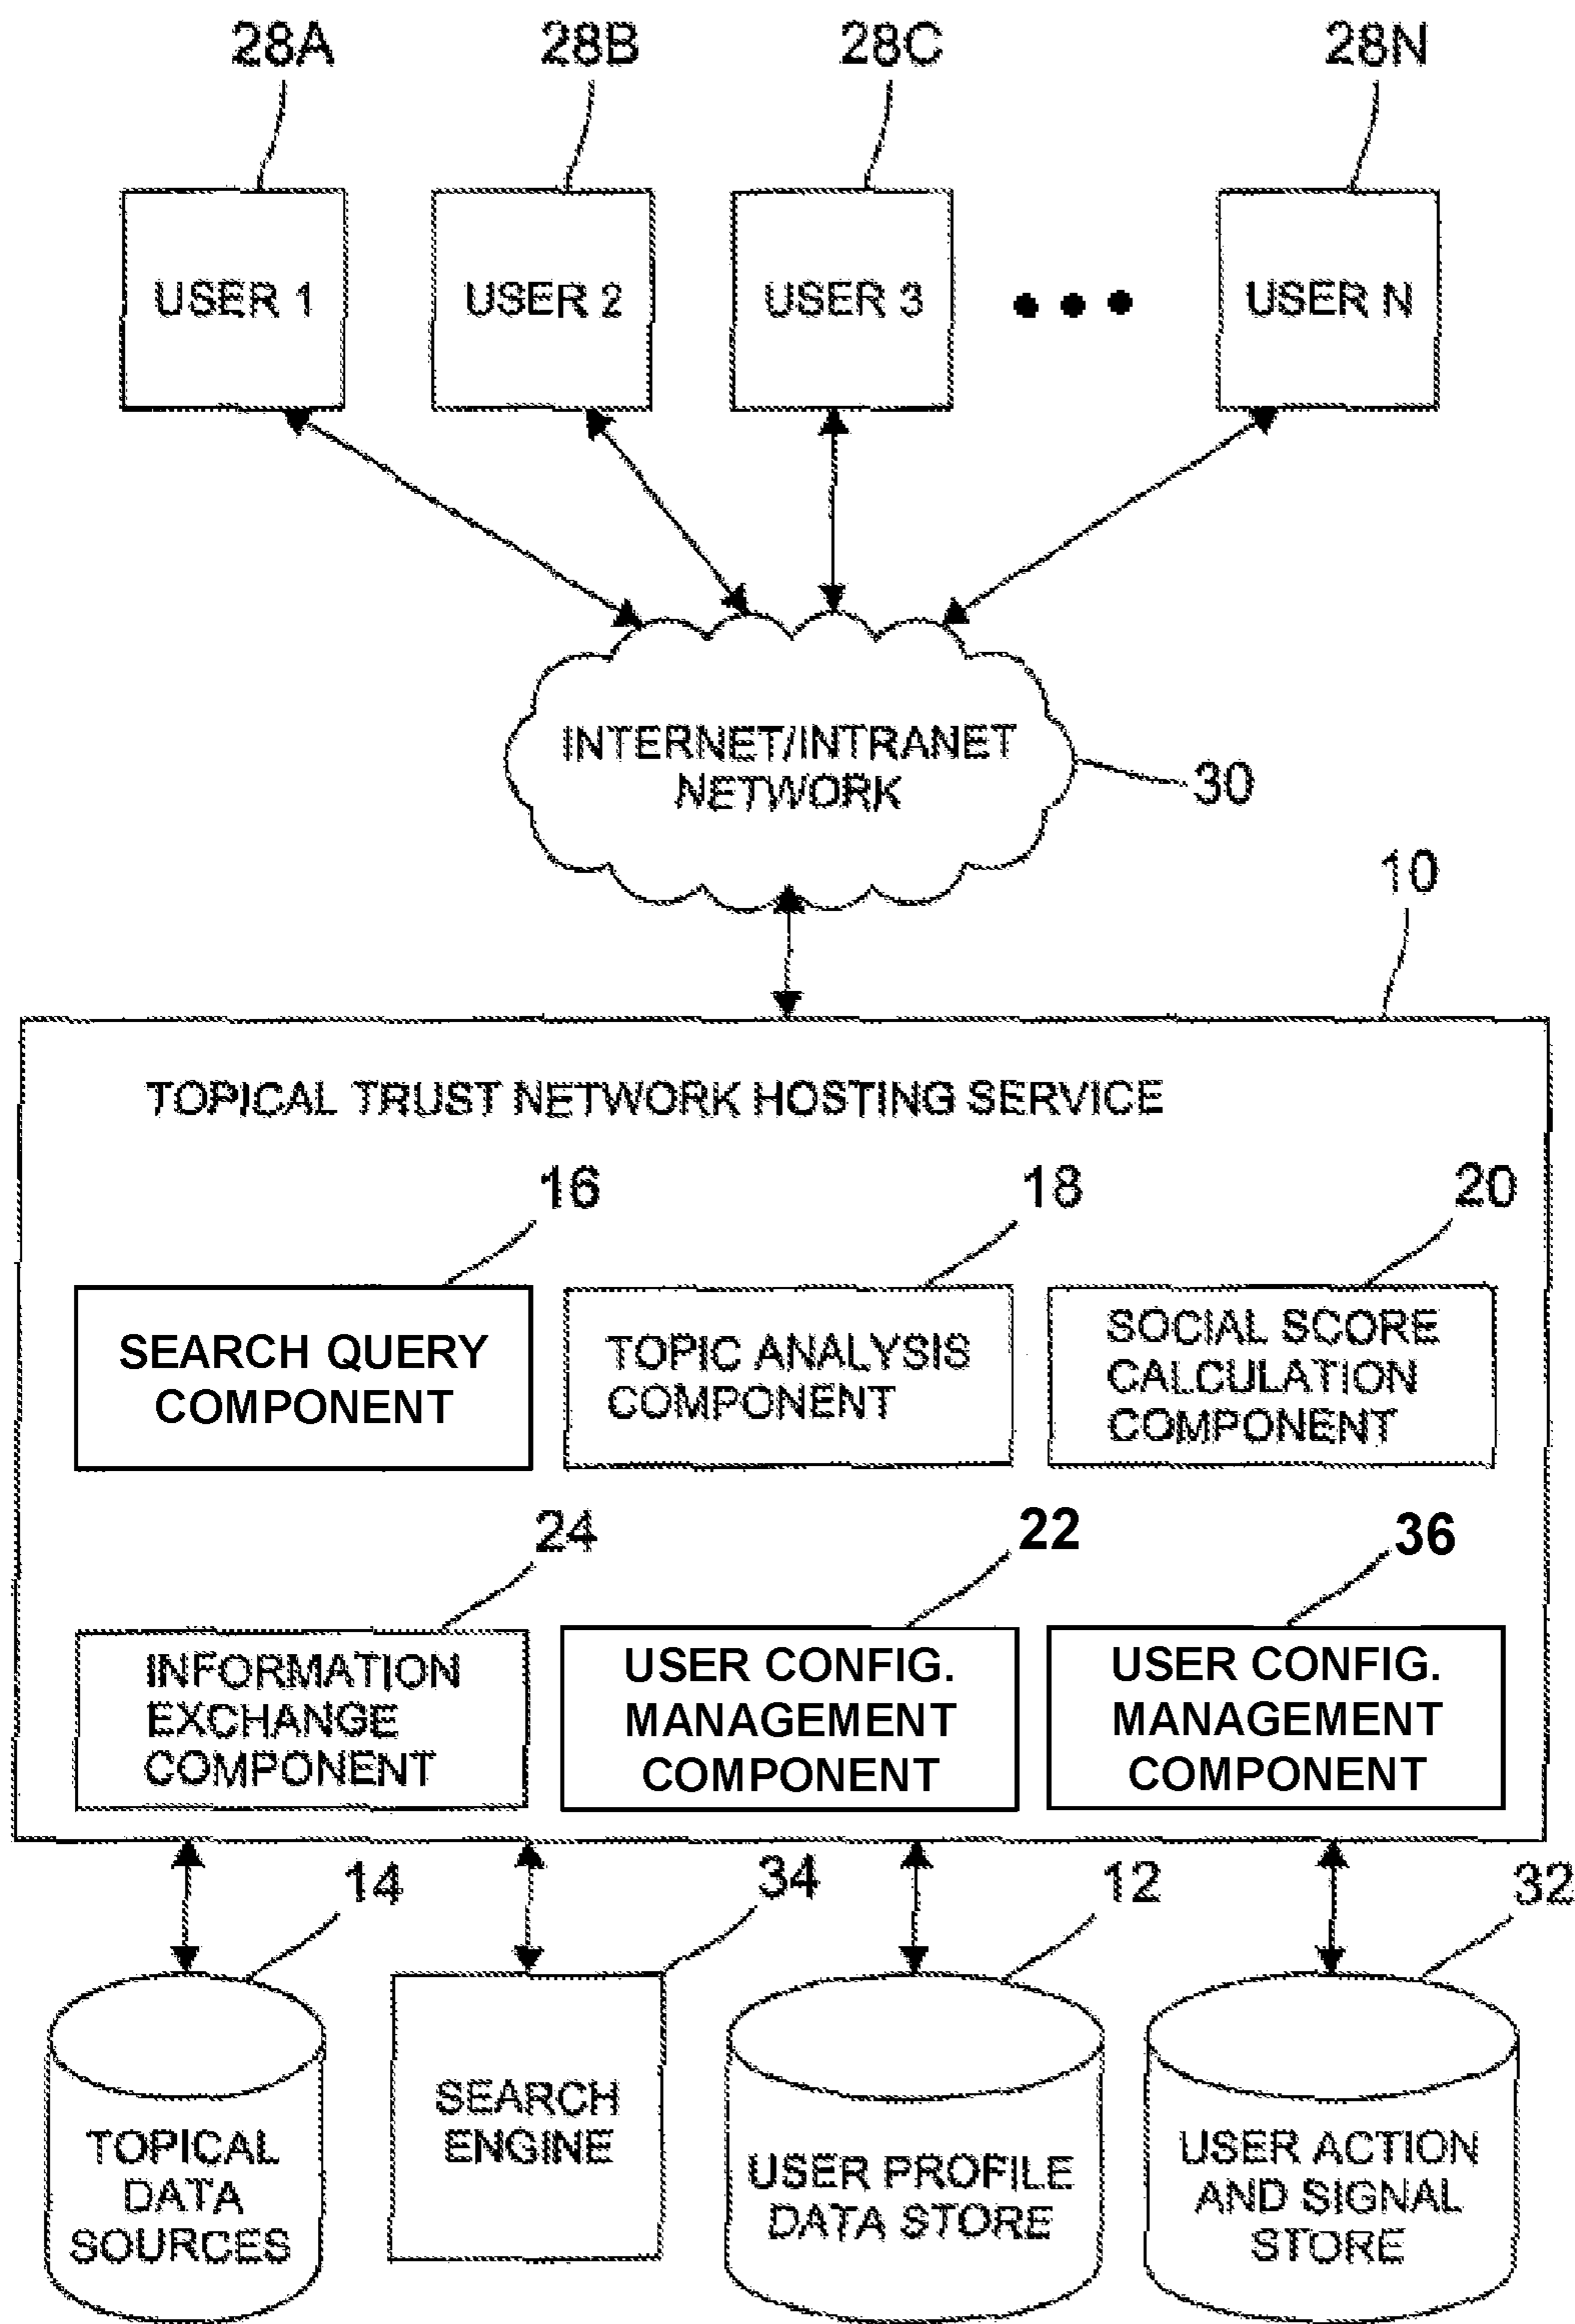 28A 28B 28C 28N
USER 1 USER 2 USER 3 ●●● USER N
INTERNET/INTRANET
NETWORK
30
10
TOPICAL TRUST NETWORK HOSTING SERVICE
16 18 20
SEARCH QUERY
COMPONENT
TOPIC ANALYSIS
COMPONENT
SOCIAL SCORE
CALCULATION
COMPONENT
24 22 36
INFORMATION
EXCHANGE
COMPONENT
USER CONFIG.
MANAGEMENT
COMPONENT
USER CONFIG.
MANAGEMENT
COMPONENT
14 34 12 32
TOPICAL
DATA
SOURCES
SEARCH
ENGINE
USER PROFILE
DATA STORE
USER ACTION
AND SIGNAL
STORE